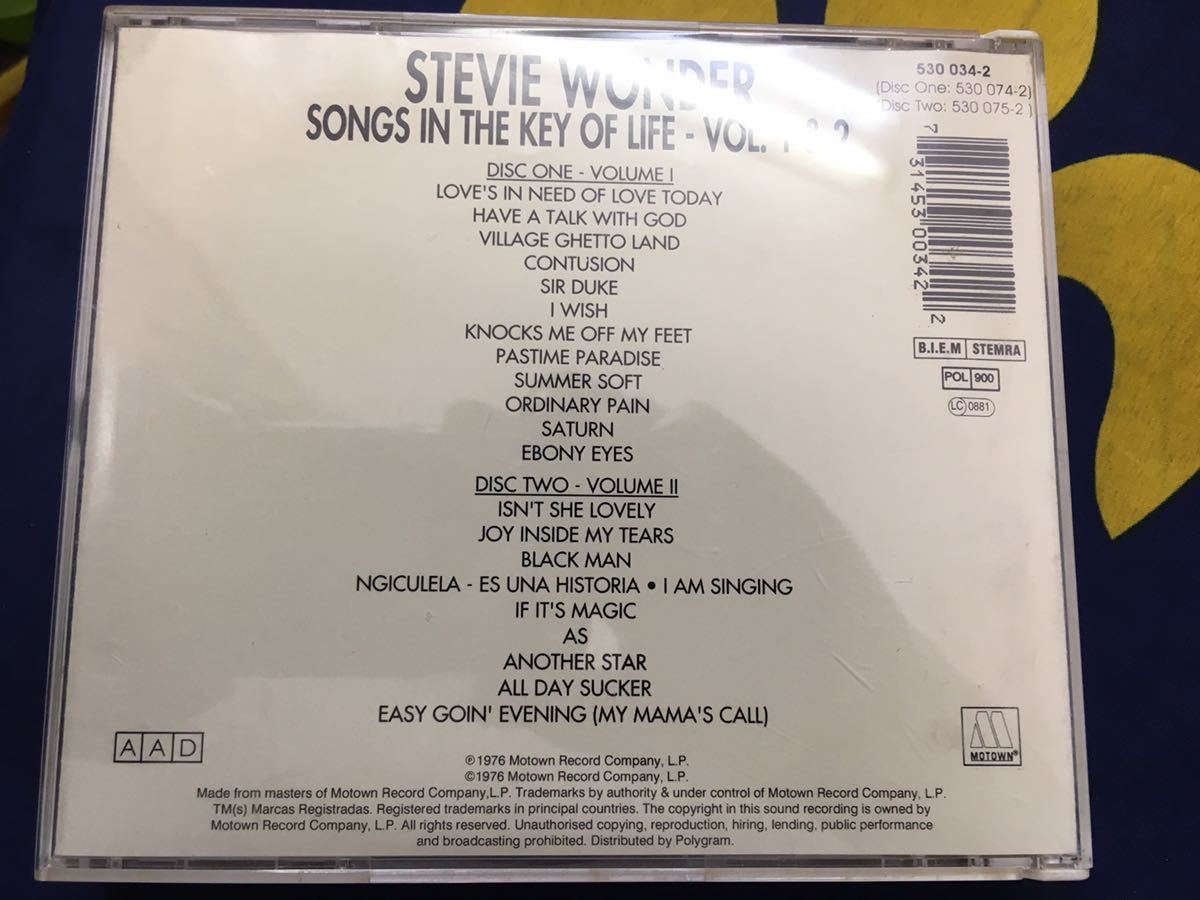 STEVIE WONDER
SONGS IN THE KEY OF LIFE - VOL. 1 & 2
530 034-2
(Disc One: 530 074-2)
(Disc Two: 530 075-2 )
7 31453 00342 2
B.I.E.M STEMRA
POL 900
LC 0881
DISC ONE - VOLUME I
LOVE'S IN NEED OF LOVE TODAY
HAVE A TALK WITH GOD
VILLAGE GHETTO LAND
CONTUSION
SIR DUKE
I WISH
KNOCKS ME OFF MY FEET
PASTIME PARADISE
SUMMER SOFT
ORDINARY PAIN
SATURN
EBONY EYES
DISC TWO - VOLUME II
ISN'T SHE LOVELY
JOY INSIDE MY TEARS
BLACK MAN
NGICULELA - ES UNA HISTORIA • I AM SINGING
IF IT'S MAGIC
AS
ANOTHER STAR
ALL DAY SUCKER
EASY GOIN' EVENING (MY MAMA'S CALL)
AAD
MOTOWN®
℗1976 Motown Record Company, L.P.
©1976 Motown Record Company, L.P.
Made from masters of Motown Record Company,L.P. Trademarks by authority & under control of Motown Record Company, L.P.
TM(s) Marcas Registradas. Registered trademarks in principal countries. The copyright in this sound recording is owned by
Motown Record Company, L.P. All rights reserved. Unauthorised copying, reproduction, hiring, lending, public performance
and broadcasting prohibited. Distributed by Polygram.